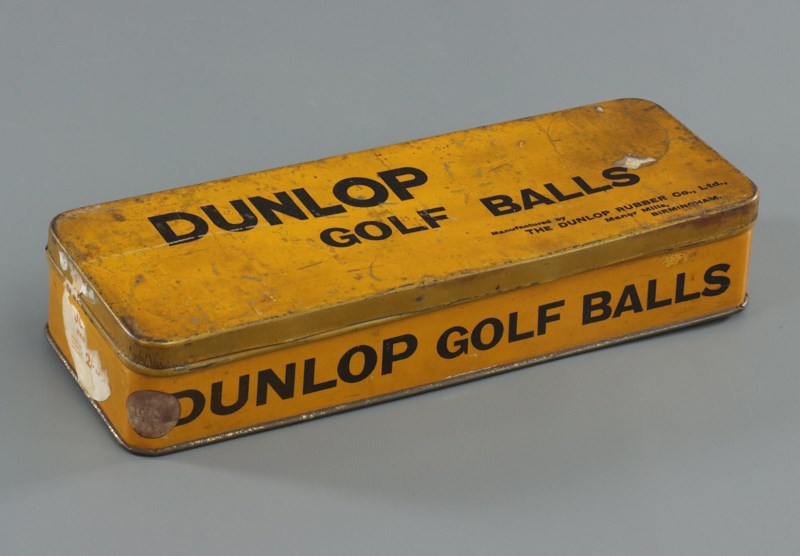 DUNLOP
GOLF BALLS
Manufactured by
THE DUNLOP RUBBER Co., Ltd.,
Manor Mills,
BIRMINGHAM.
DUNLOP GOLF BALLS